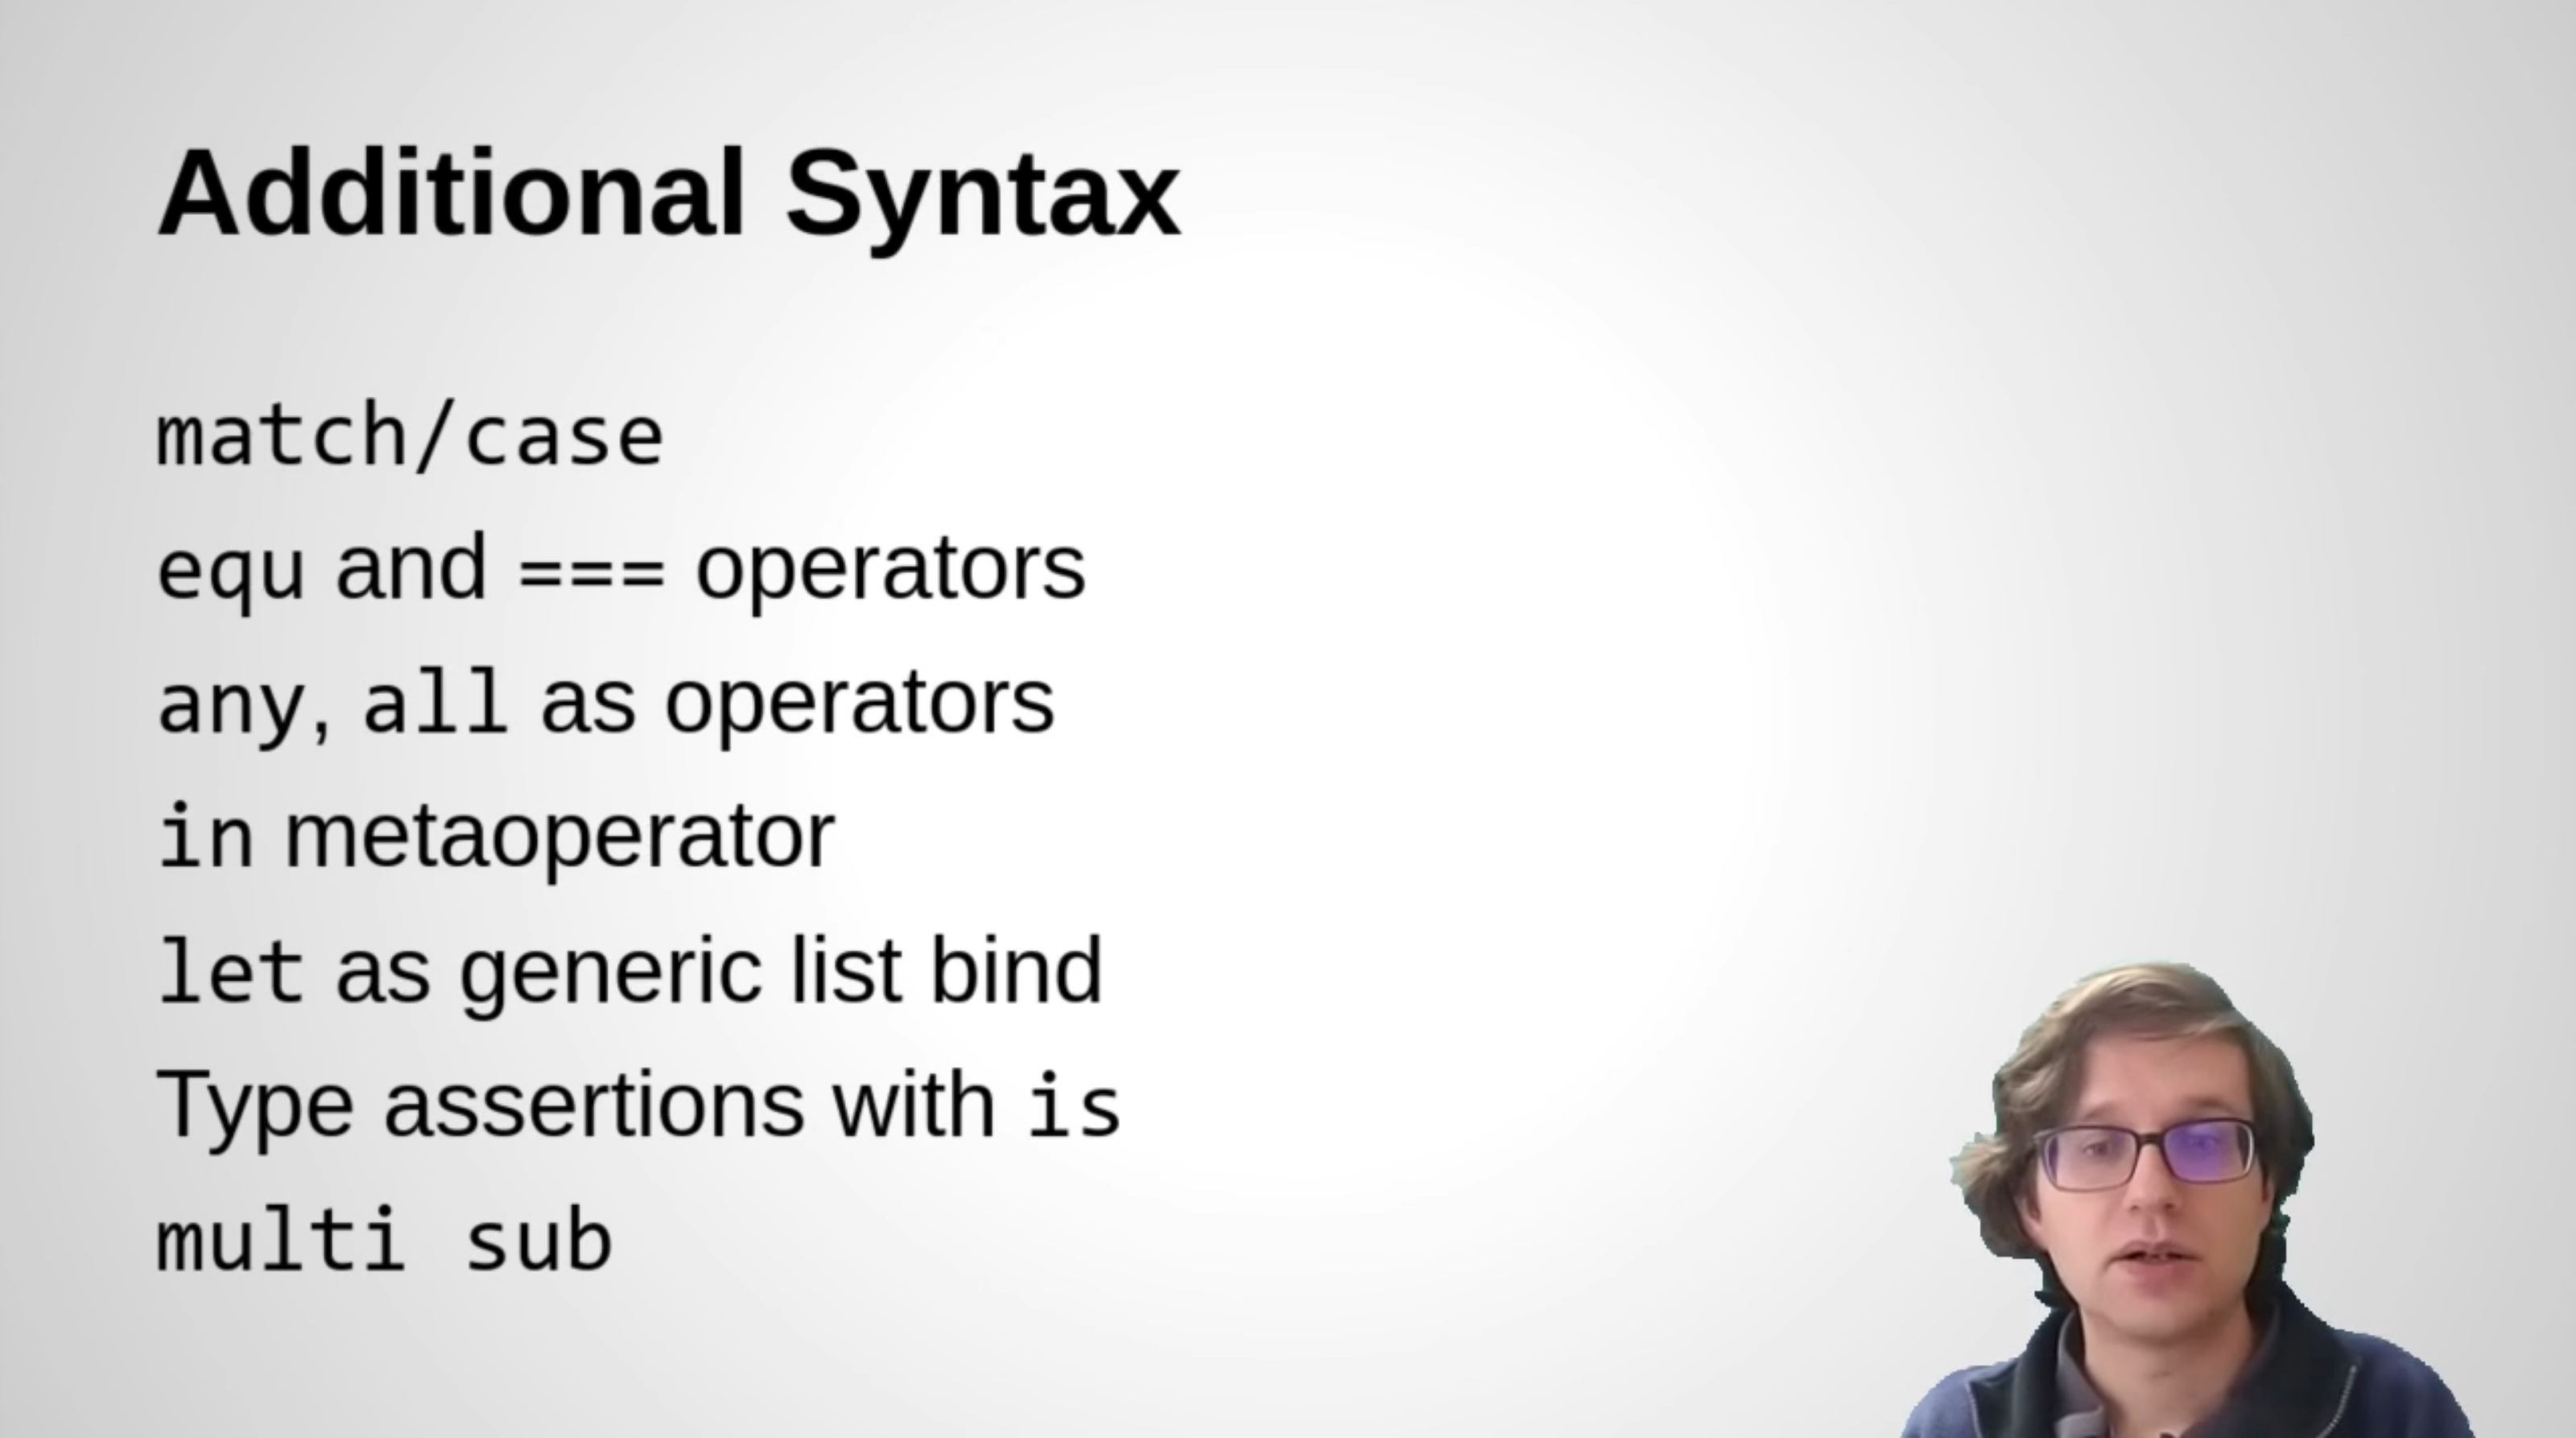 Additional Syntax
match/case
equ and === operators
any, all as operators
in metaoperator
let as generic list bind
Type assertions with is
multi sub